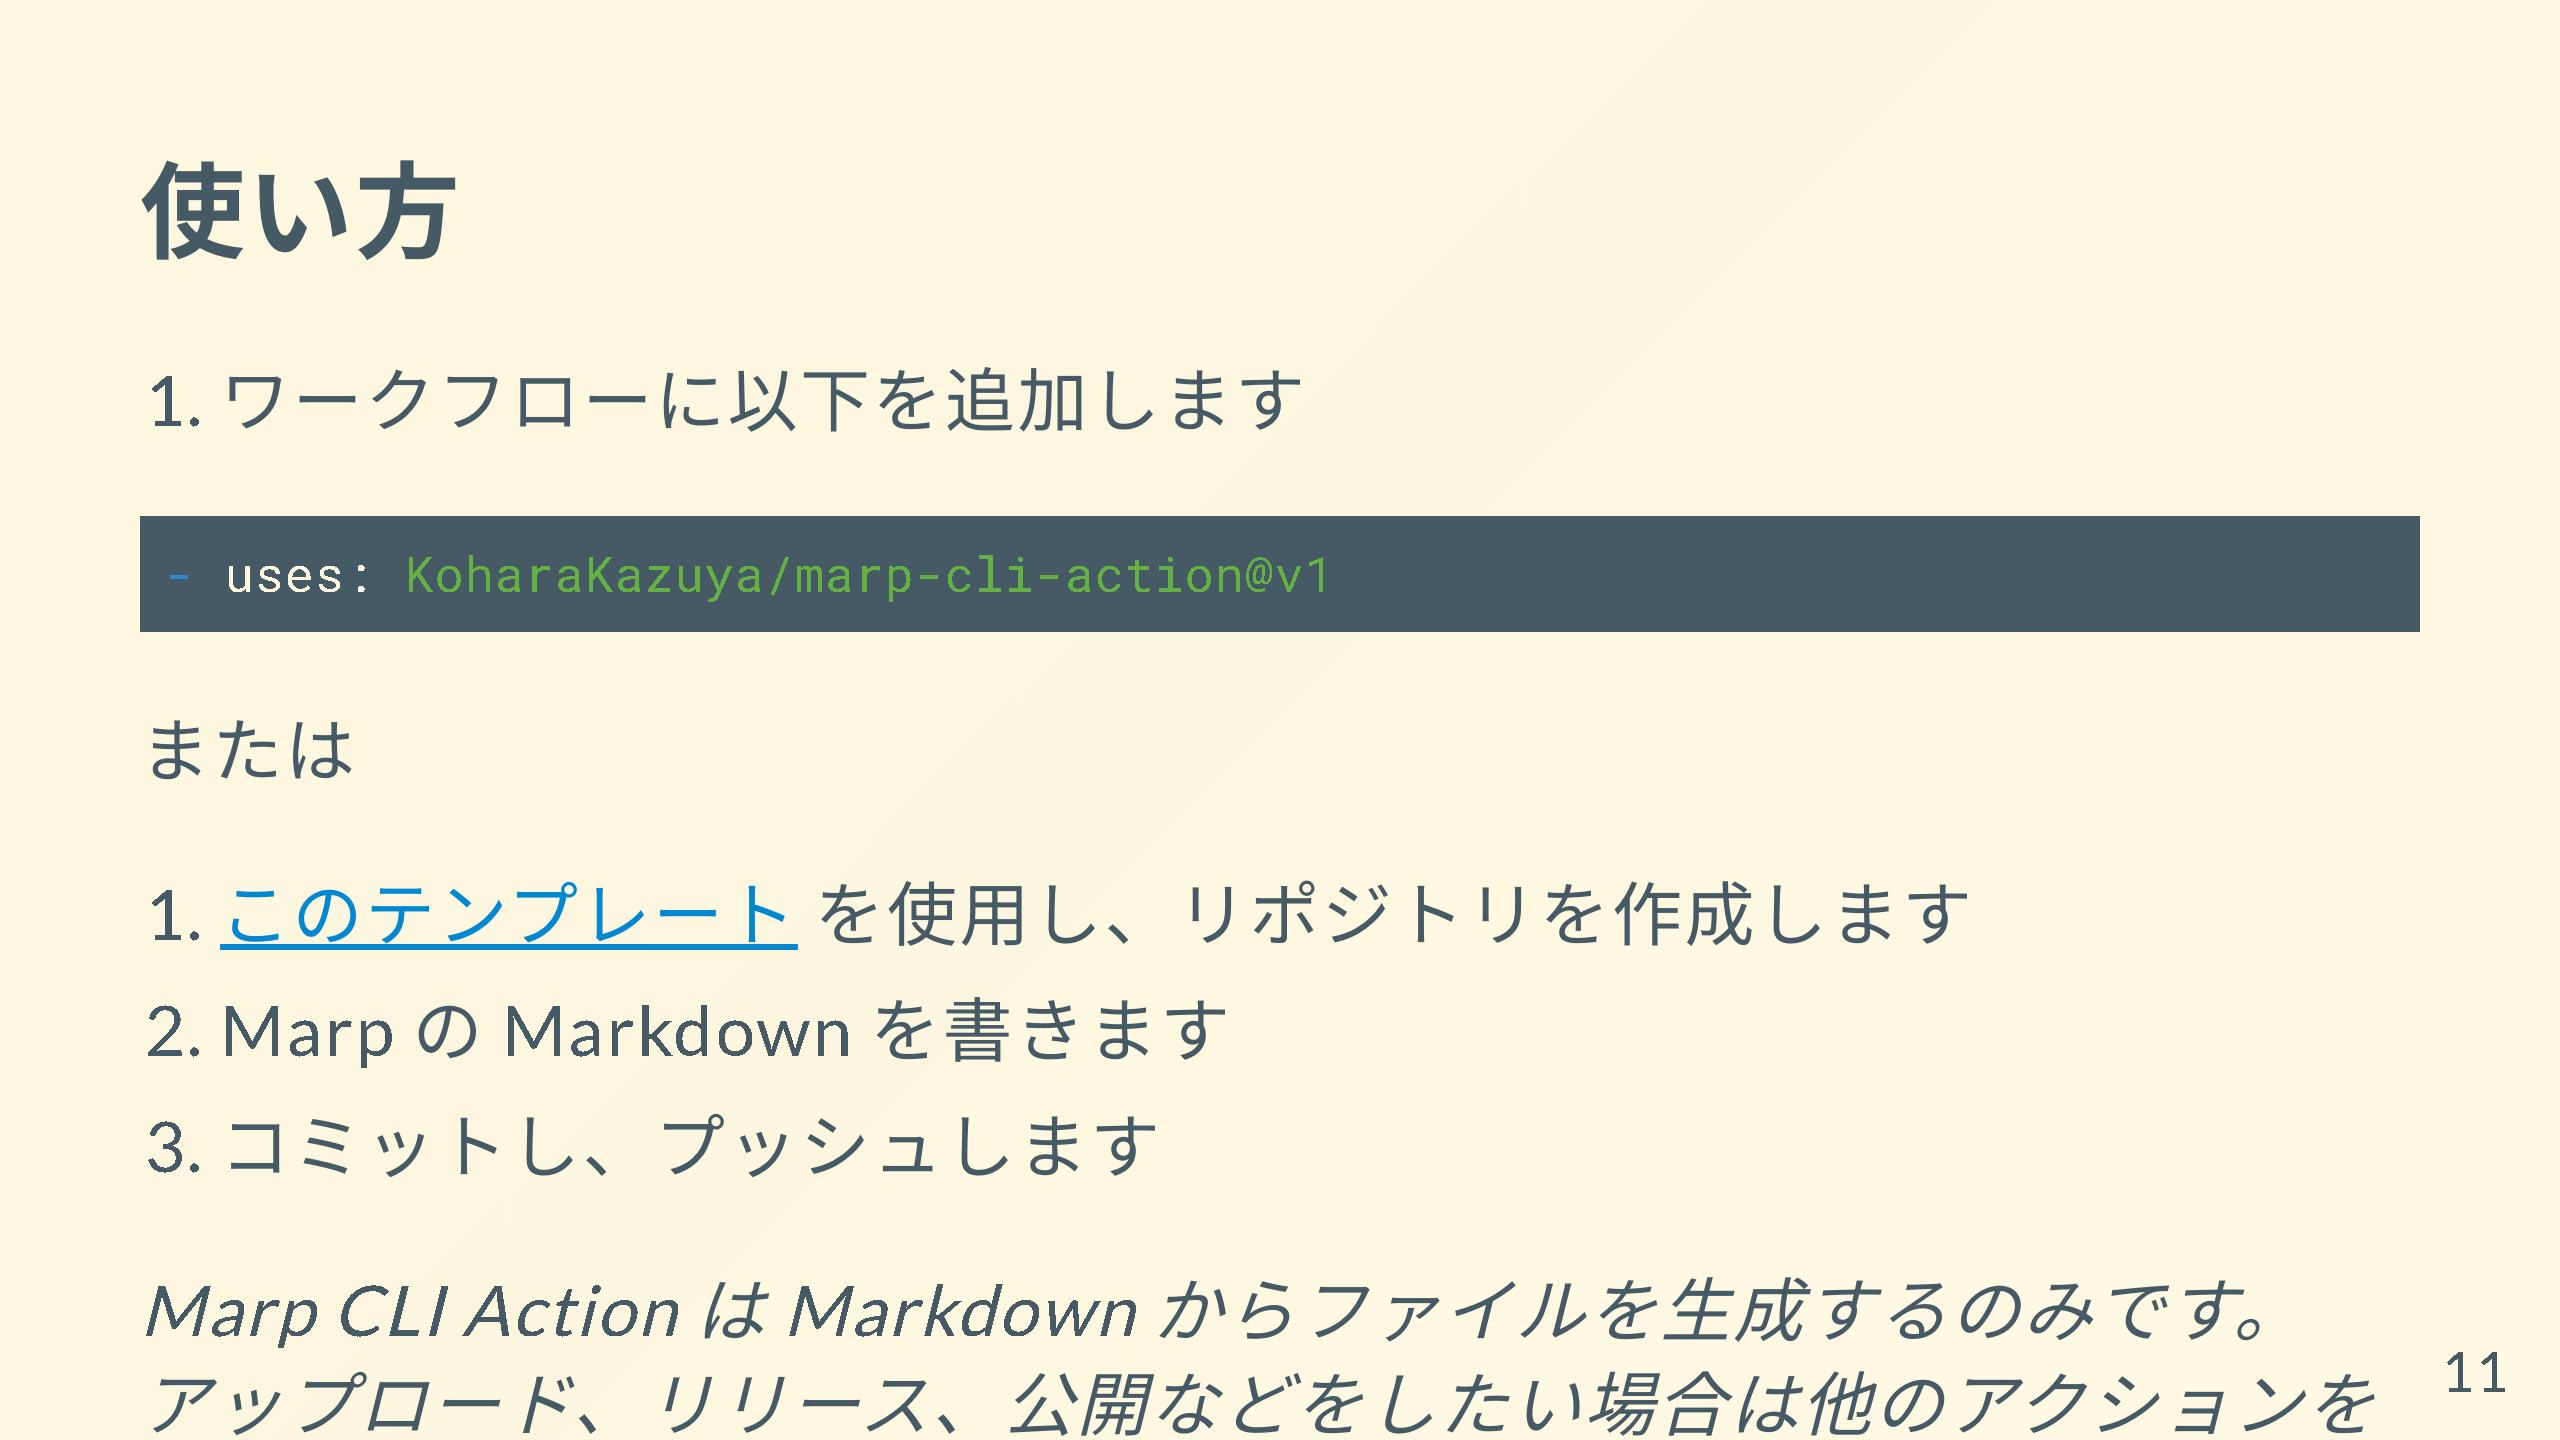 使い方
1. ワークフローに以下を追加します
- uses: KoharaKazuya/marp-cli-action@v1
または
1. このテンプレート を使用し、リポジトリを作成します
2. Marp の Markdown を書きます
3. コミットし、プッシュします
Marp CLI Action は Markdown からファイルを生成するのみです。
アップロード、リリース、公開などをしたい場合は他のアクションを
11